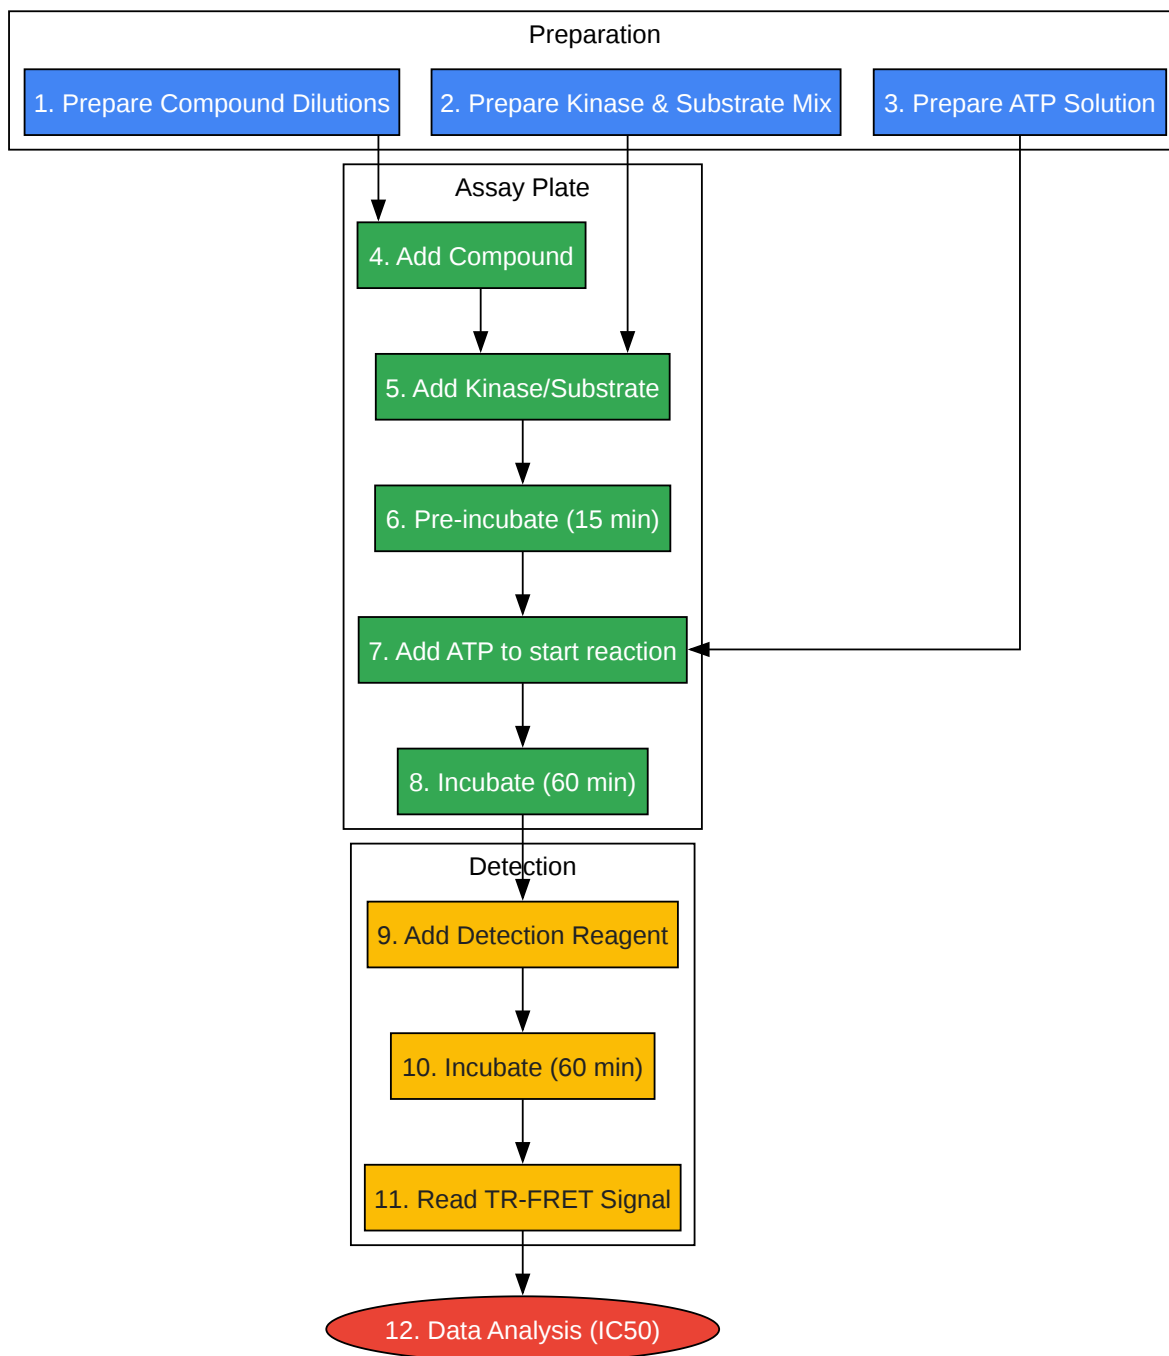 Preparation
1. Prepare Compound Dilutions
2. Prepare Kinase & Substrate Mix
3. Prepare ATP Solution
Assay Plate
4. Add Compound
5. Add Kinase/Substrate
6. Pre-incubate (15 min)
7. Add ATP to start reaction
8. Incubate (60 min)
Detection
9. Add Detection Reagent
10. Incubate (60 min)
11. Read TR-FRET Signal
12. Data Analysis (IC50)